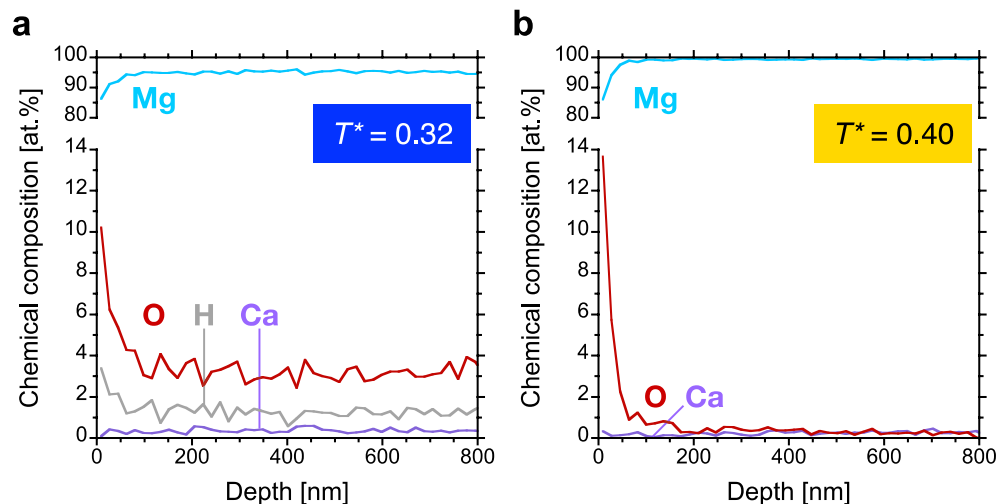 a
100
90
80
Mg
T* = 0.32
14
12
10
8
6
4
2
0
O H Ca
0 200 400 600 800
Depth [nm]
Chemical composition [at.%]
b
100
90
80
Mg
T* = 0.40
14
12
10
8
6
4
2
0
O Ca
0 200 400 600 800
Depth [nm]
Chemical composition [at.%]